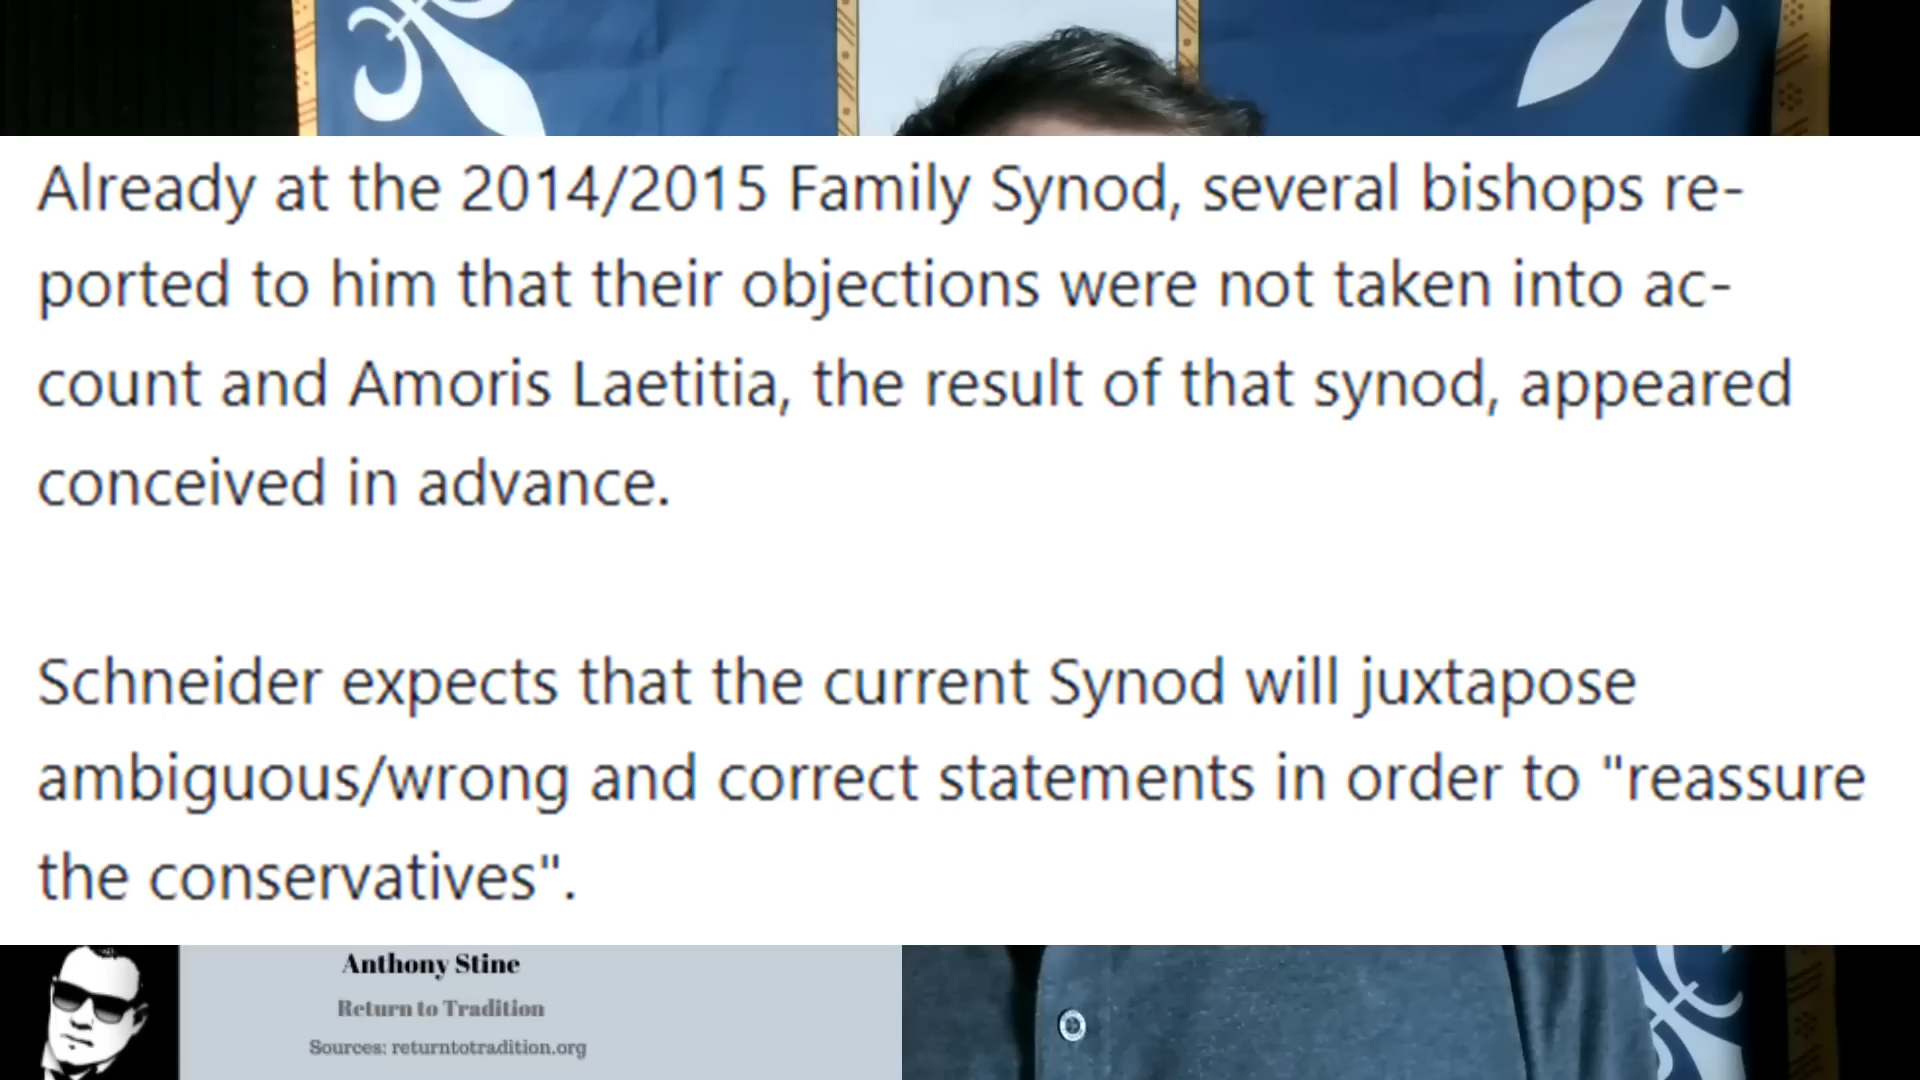 Already at the 2014/2015 Family Synod, several bishops re-
ported to him that their objections were not taken into ac-
count and Amoris Laetitia, the result of that synod, appeared
conceived in advance.
Schneider expects that the current Synod will juxtapose
ambiguous/wrong and correct statements in order to "reassure
the conservatives".
Anthony Stine
Return to Tradition
Sources: returntotradition.org